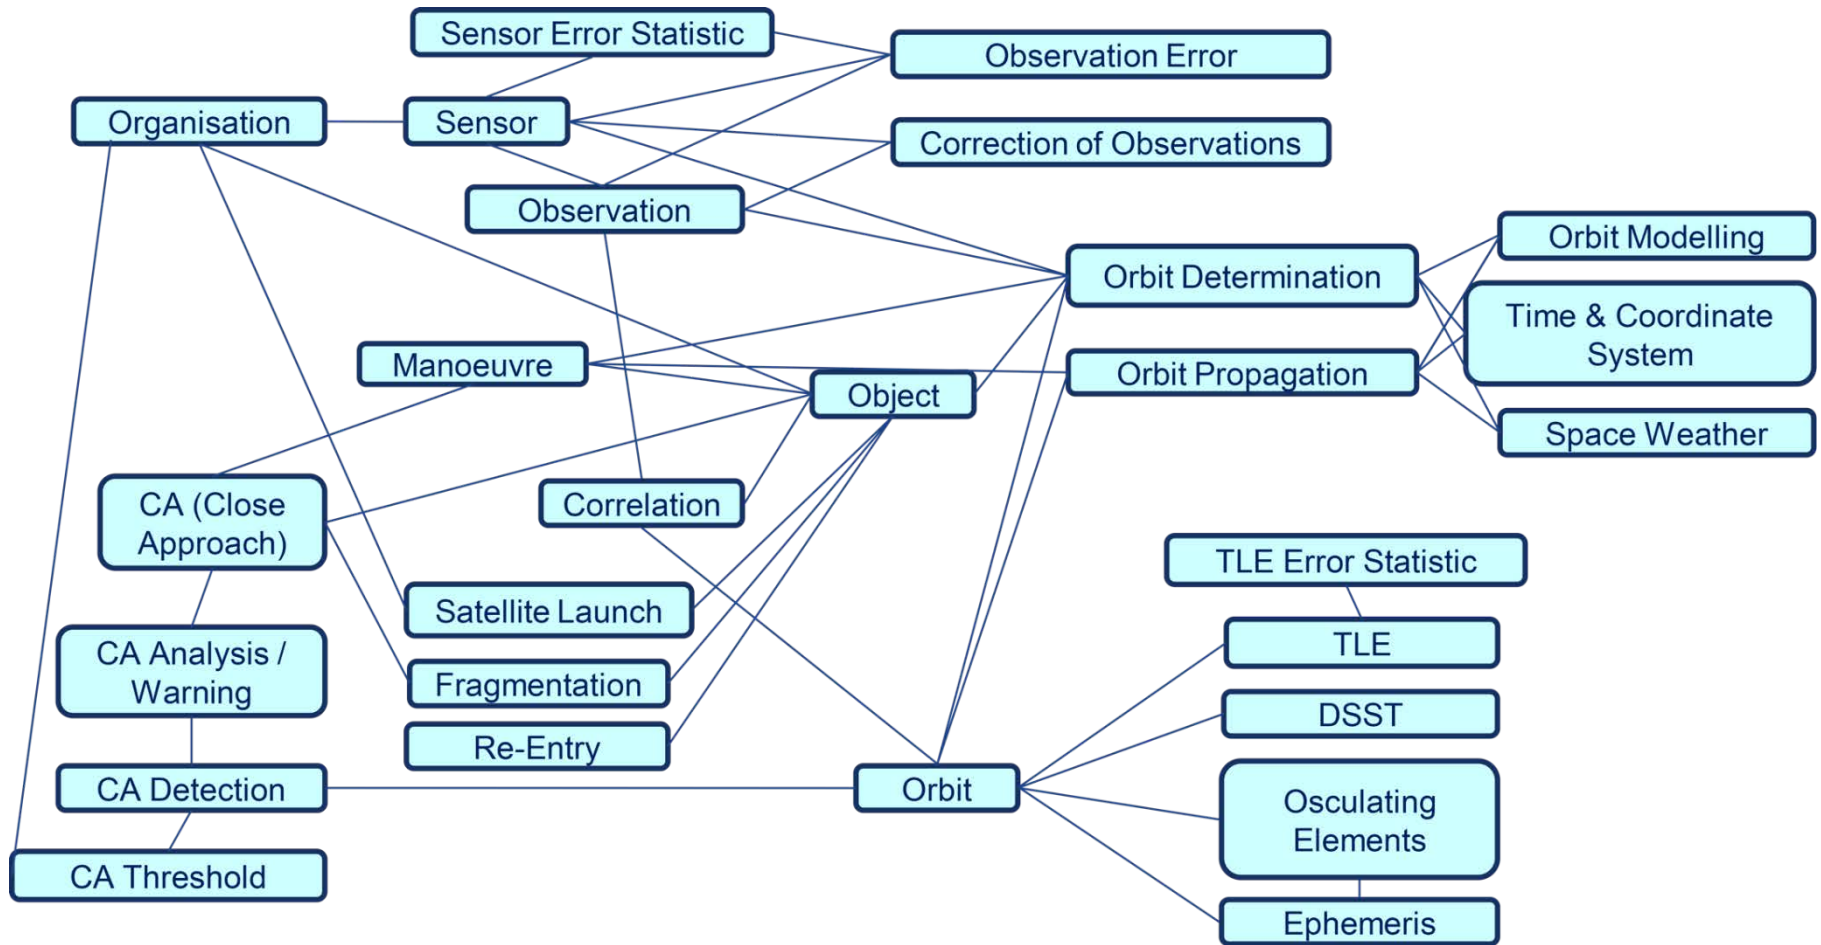 Sensor Error Statistic
Observation Error
Organisation
Sensor
Correction of Observations
Observation
Orbit Modelling
Orbit Determination
Time & Coordinate
System
Manoeuvre
Object
Orbit Propagation
Space Weather
CA (Close
Approach)
Correlation
TLE Error Statistic
Satellite Launch
TLE
CA Analysis /
Warning
Fragmentation
DSST
Re-Entry
CA Detection
Orbit
Osculating
Elements
CA Threshold
Ephemeris